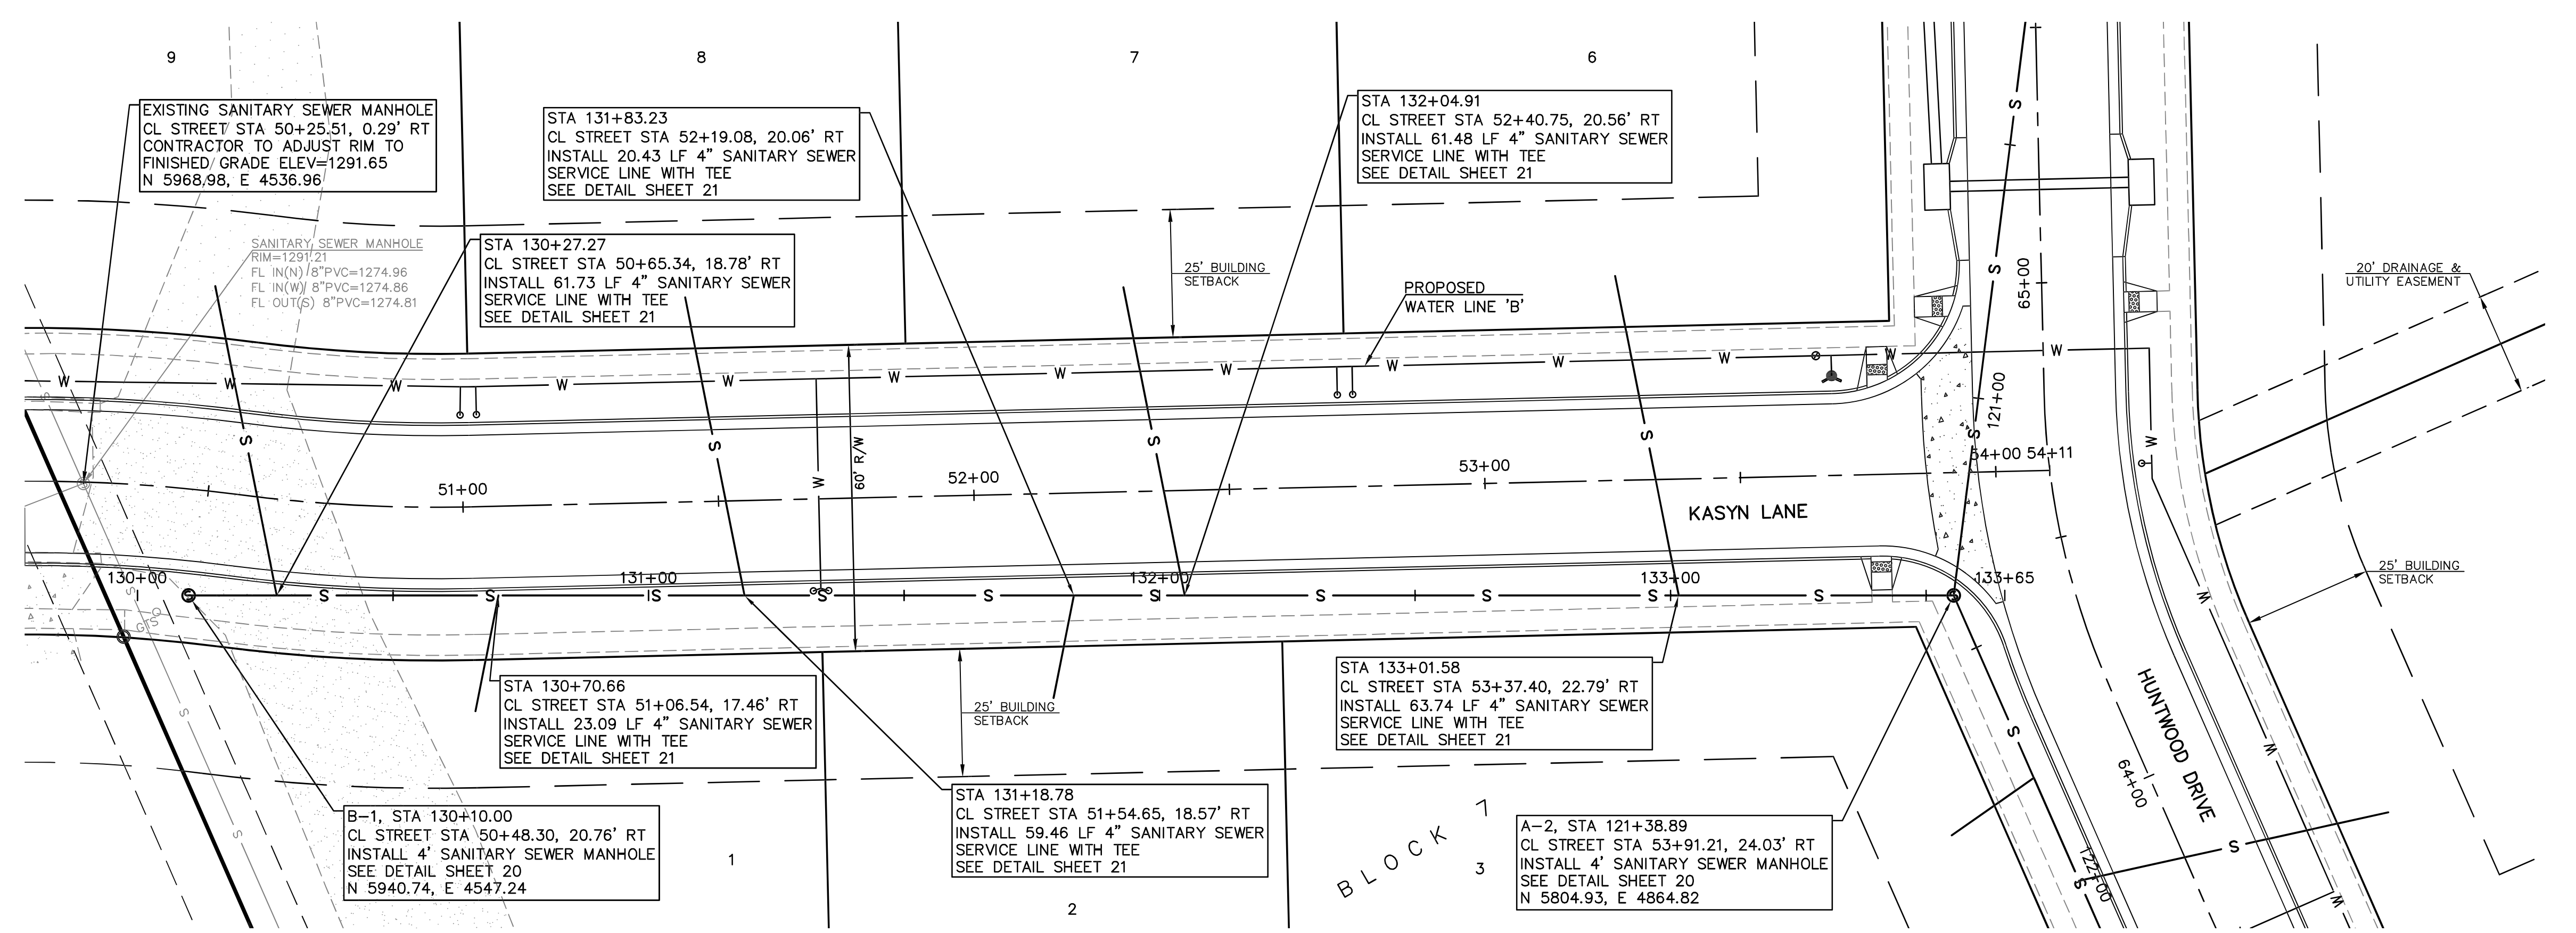 9
8
7
6
EXISTING SANITARY SEWER MANHOLE
CL STREET STA 50+25.51, 0.29' RT
CONTRACTOR TO ADJUST RIM TO
FINISHED GRADE ELEV=1291.65
N 5968.98, E 4536.96
STA 131+83.23
CL STREET STA 52+19.08, 20.06' RT
INSTALL 20.43 LF 4" SANITARY SEWER
SERVICE LINE WITH TEE
SEE DETAIL SHEET 21
STA 132+04.91
CL STREET STA 52+40.75, 20.56' RT
INSTALL 61.48 LF 4" SANITARY SEWER
SERVICE LINE WITH TEE
SEE DETAIL SHEET 21
SANITARY SEWER MANHOLE
RIM=1291.21
FL IN(N) 8"PVC=1274.96
FL IN(W) 8"PVC=1274.86
FL OUT(S) 8"PVC=1274.81
STA 130+27.27
CL STREET STA 50+65.34, 18.78' RT
INSTALL 61.73 LF 4" SANITARY SEWER
SERVICE LINE WITH TEE
SEE DETAIL SHEET 21
25' BUILDING
SETBACK
PROPOSED
WATER LINE 'B'
65+00
20' DRAINAGE &
UTILITY EASEMENT
W W W W W W W W W W W W W
S S S S S S S
121+00
60' R/W
W
W
51+00
52+00
53+00
54+00 54+11
KASYN LANE
130+00
131+00
132+00
133+00
133+65
S S S S S S S S S S
GTS
25' BUILDING
SETBACK
STA 130+70.66
CL STREET STA 51+06.54, 17.46' RT
INSTALL 23.09 LF 4" SANITARY SEWER
SERVICE LINE WITH TEE
SEE DETAIL SHEET 21
25' BUILDING
SETBACK
STA 133+01.58
CL STREET STA 53+37.40, 22.79' RT
INSTALL 63.74 LF 4" SANITARY SEWER
SERVICE LINE WITH TEE
SEE DETAIL SHEET 21
HUNTWOOD DRIVE
64+00
122+00
S
S
S
W
W
W
B-1, STA 130+10.00
CL STREET STA 50+48.30, 20.76' RT
INSTALL 4' SANITARY SEWER MANHOLE
SEE DETAIL SHEET 20
N 5940.74, E 4547.24
STA 131+18.78
CL STREET STA 51+54.65, 18.57' RT
INSTALL 59.46 LF 4" SANITARY SEWER
SERVICE LINE WITH TEE
SEE DETAIL SHEET 21
BLOCK 7
A-2, STA 121+38.89
CL STREET STA 53+91.21, 24.03' RT
INSTALL 4' SANITARY SEWER MANHOLE
SEE DETAIL SHEET 20
N 5804.93, E 4864.82
1
2
3